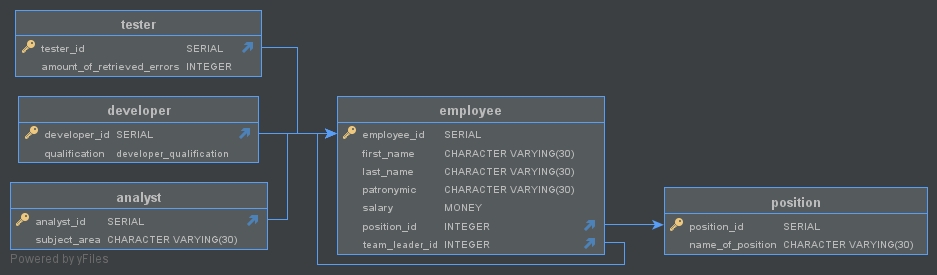 tester
tester_id SERIAL
amount_of_retrieved_errors INTEGER
developer
developer_id SERIAL
qualification developer_qualification
analyst
analyst_id SERIAL
subject_area CHARACTER VARYING(30)
employee
employee_id SERIAL
first_name CHARACTER VARYING(30)
last_name CHARACTER VARYING(30)
patronymic CHARACTER VARYING(30)
salary MONEY
position_id INTEGER
team_leader_id INTEGER
position
position_id SERIAL
name_of_position CHARACTER VARYING(30)
Powered by yFiles